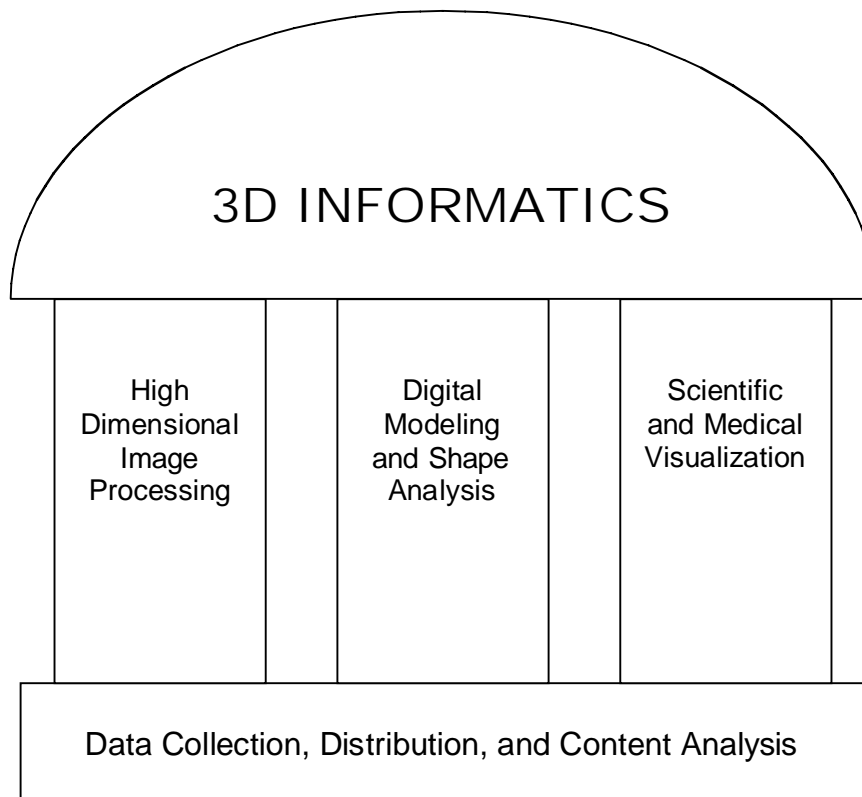 3D INFORMATICS
High
Dimensional
Image
Processing
Digital
Modeling
and Shape
Analysis
Scientific
and Medical
Visualization
Data Collection, Distribution, and Content Analysis